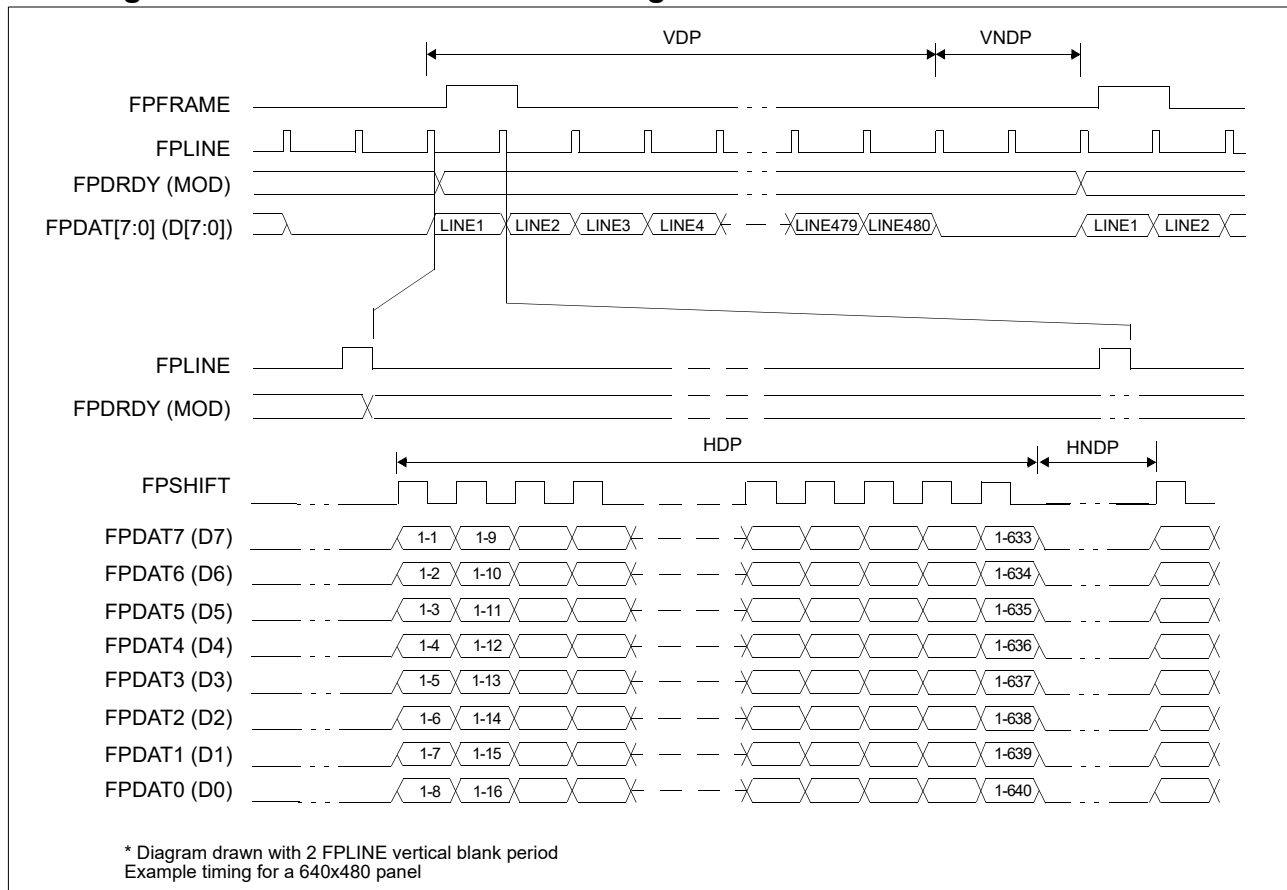 VDP VNDP
FPFRAME
FPLINE
FPDRDY (MOD)
FPDAT[7:0] (D[7:0]) LINE1 LINE2 LINE3 LINE4 LINE479 LINE480 LINE1 LINE2
FPLINE
FPDRDY (MOD)
HDP HNDP
FPSHIFT
FPDAT7 (D7) 1-1 1-9 1-633
FPDAT6 (D6) 1-2 1-10 1-634
FPDAT5 (D5) 1-3 1-11 1-635
FPDAT4 (D4) 1-4 1-12 1-636
FPDAT3 (D3) 1-5 1-13 1-637
FPDAT2 (D2) 1-6 1-14 1-638
FPDAT1 (D1) 1-7 1-15 1-639
FPDAT0 (D0) 1-8 1-16 1-640
* Diagram drawn with 2 FPLINE vertical blank period
Example timing for a 640x480 panel